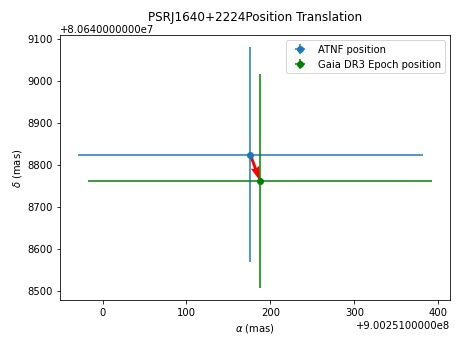 PSRJ1640+2224Position Translation
+8.0640000000e7
9100
9000
8900
8800
8700
8600
8500
δ (mas)
ATNF position
Gaia DR3 Epoch position
0 100 200 300 400
α (mas)
+9.0025100000e8